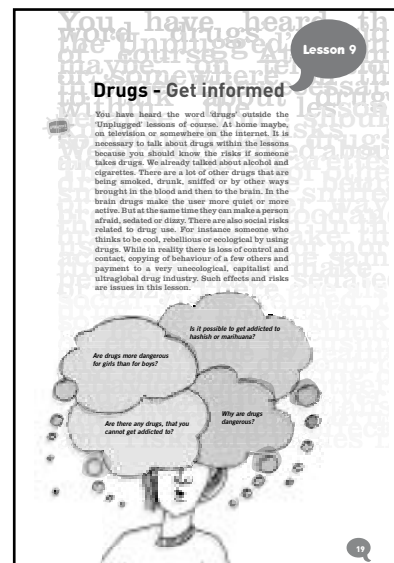 Lesson 9
Drugs - Get informed
You have heard the word 'drugs' outside the
'Unplugged' lessons of course. At home maybe,
on television or somewhere on the internet. It is
necessary to talk about drugs within the lessons
because you should know the risks if someone
takes drugs. We already talked about alcohol and
cigarettes. There are a lot of other drugs that are
being smoked, drunk, sniffed or by other ways
brought in the blood and then to the brain. In the
brain drugs make the user more quiet or more
active. But at the same time they can make a person
afraid, sedated or dizzy. There are also social risks
related to drug use. For instance someone who
thinks to be cool, rebellious or ecological by using
drugs. While in reality there is loss of control and
contact, copying of behaviour of a few others and
payment to a very unecological, capitalist and
ultraglobal drug industry. Such effects and risks
are issues in this lesson.
Is it possible to get addicted to
hashish or marihuana?
Are drugs more dangerous
for girls than for boys?
Why are drugs
dangerous?
Are there any drugs, that you
cannot get addicted to?
19